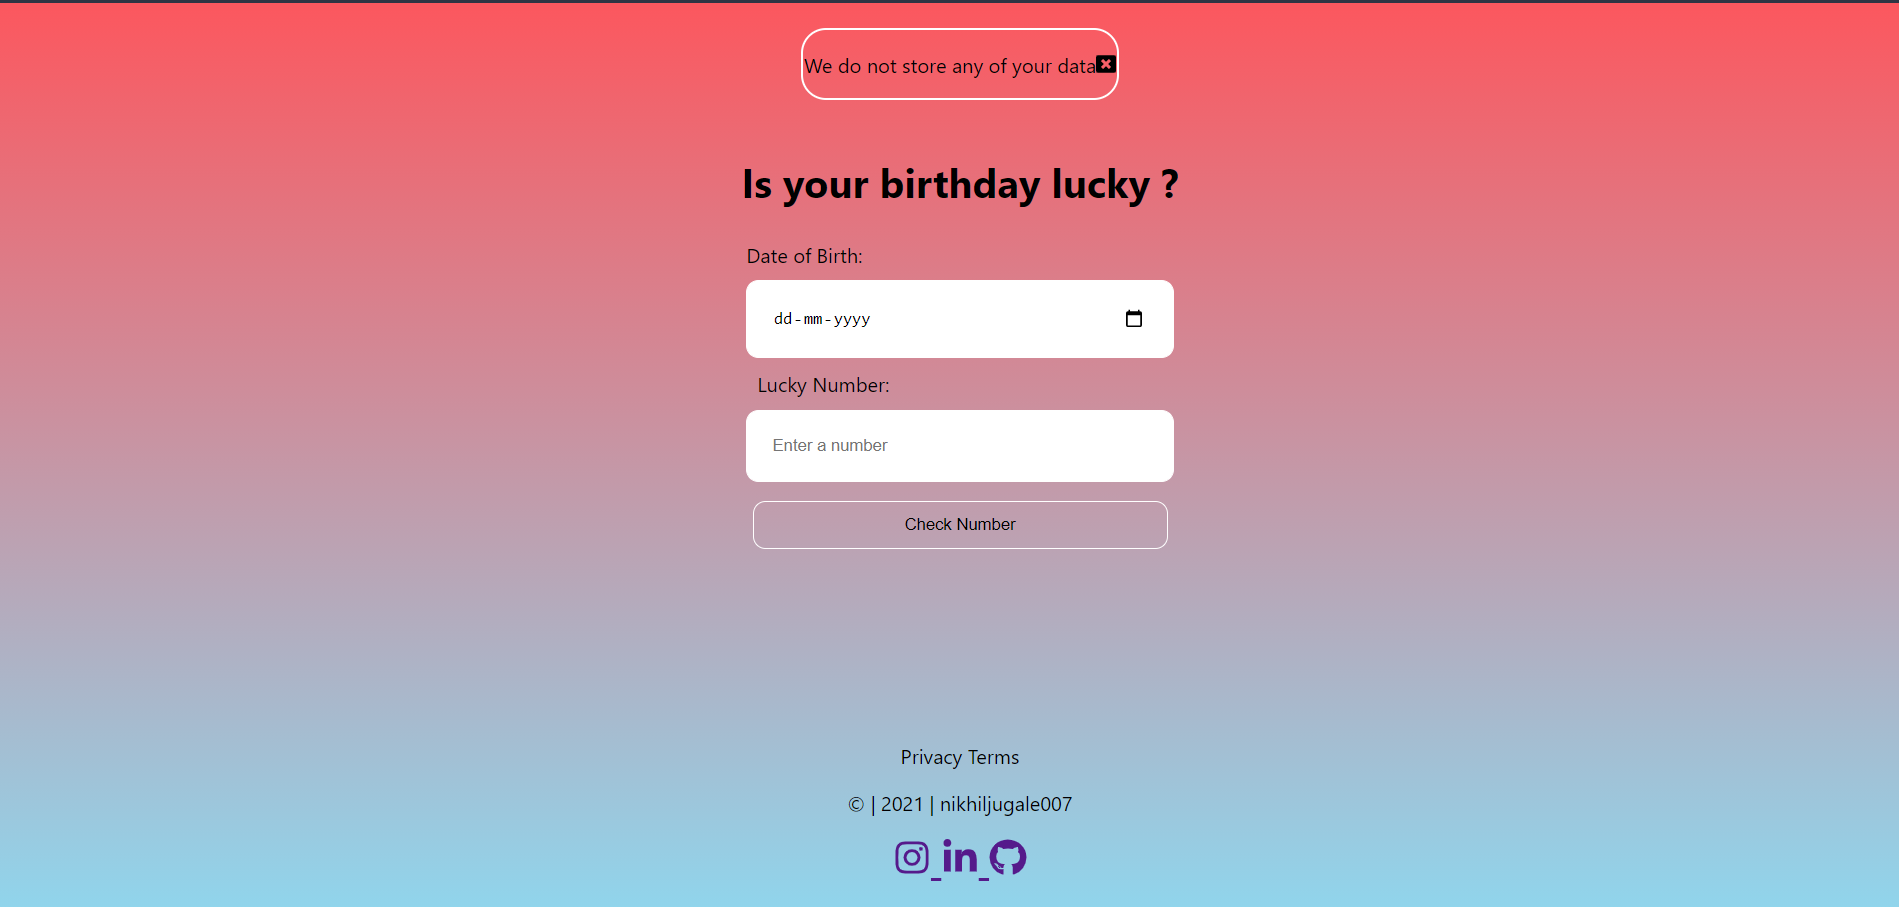 We do not store any of your data
Is your birthday lucky ?
Date of Birth:
dd-mm-yyyy
Lucky Number:
Enter a number
Check Number
Privacy Terms
© | 2021 | nikhiljugale007
in